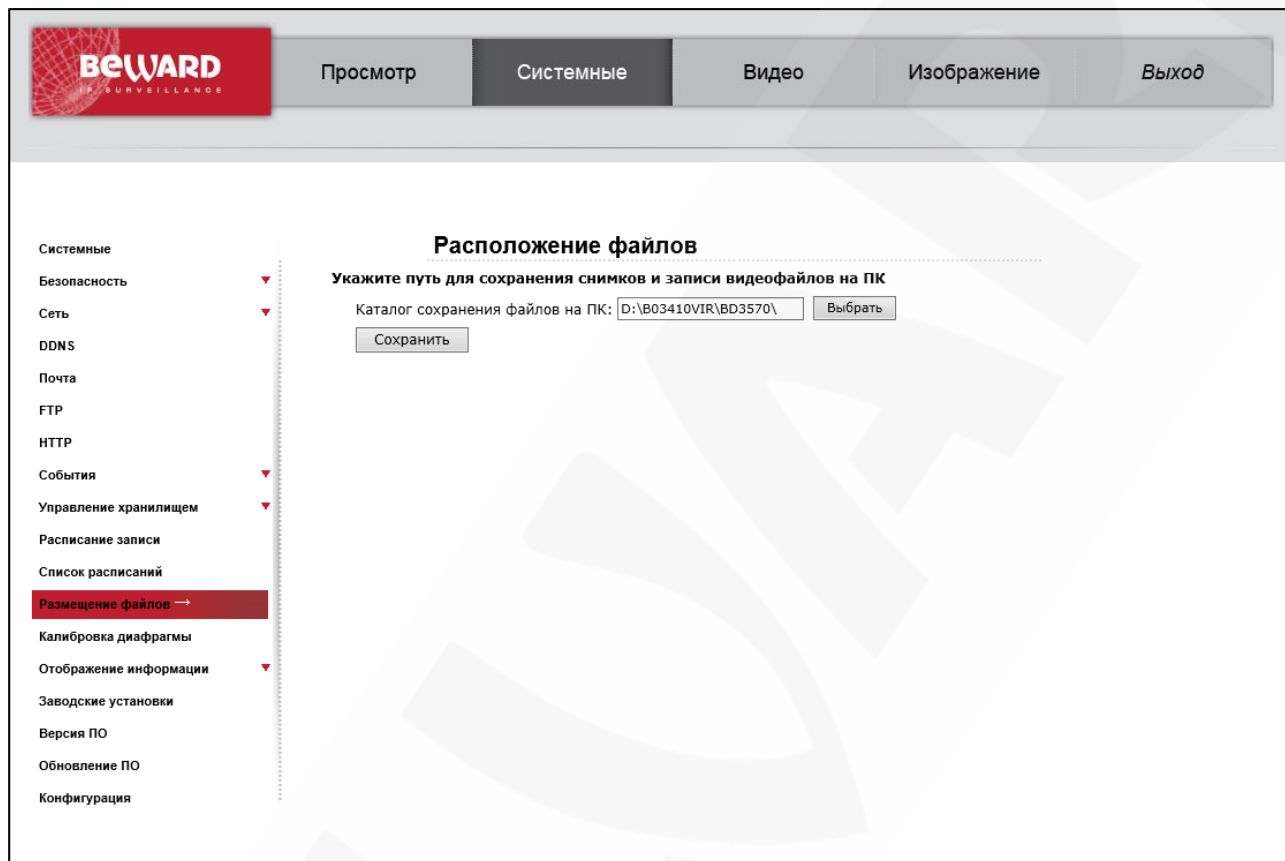 BEWARD
IP SURVEILLANCE
Просмотр
Системные
Видео
Изображение
Выход
Системные
Безопасность
Сеть
DDNS
Почта
FTP
HTTP
События
Управление хранилищем
Расписание записи
Список расписаний
Размещение файлов →
Калибровка диафрагмы
Отображение информации
Заводские установки
Версия ПО
Обновление ПО
Конфигурация
Расположение файлов
Укажите путь для сохранения снимков и записи видеофайлов на ПК
Каталог сохранения файлов на ПК: D:\B03410VIR\BD3570\ Выбрать
Сохранить